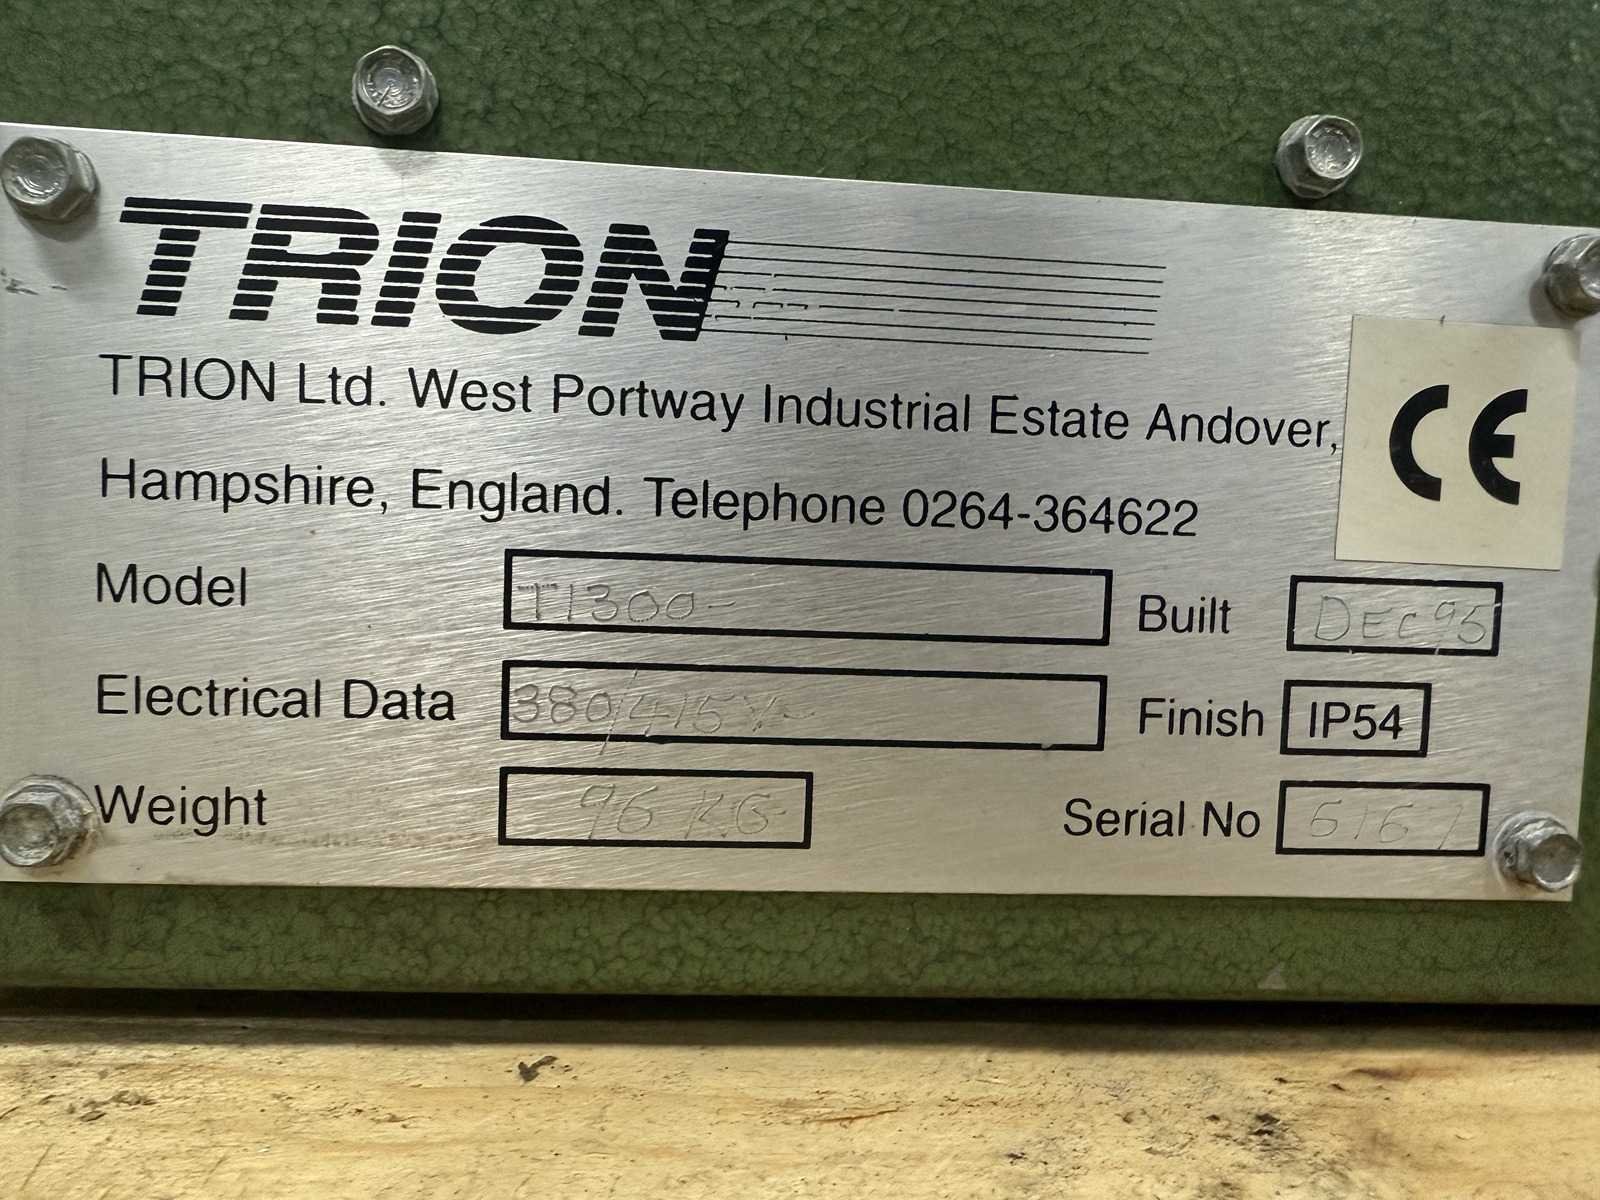 TRION
TRION Ltd. West Portway Industrial Estate Andover,
Hampshire, England. Telephone 0264-364622
CE
Model T1300- Built DEC95
Electrical Data 380/415V~ Finish IP54
Weight 96 KG Serial No 6161